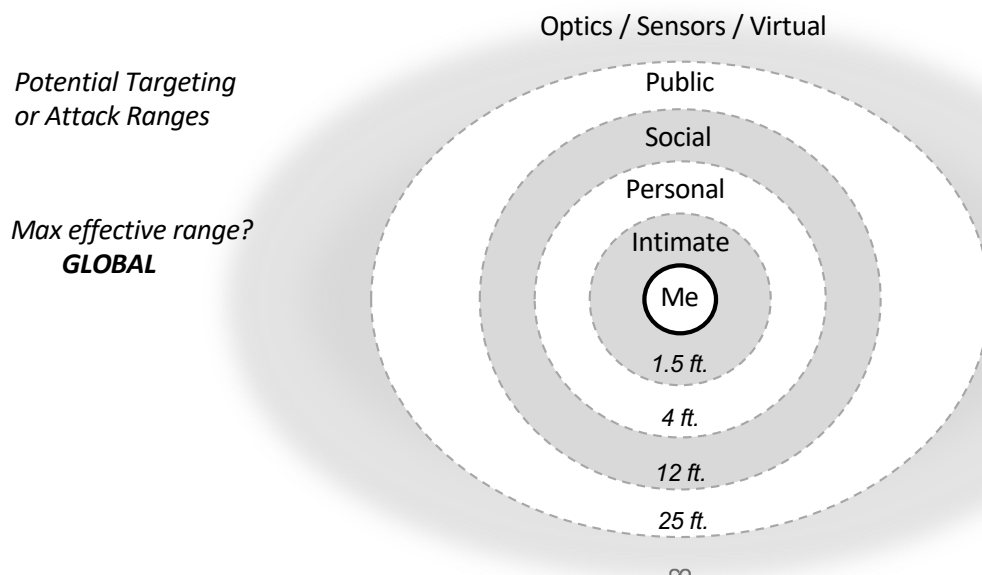 Optics / Sensors / Virtual
Potential Targeting
or Attack Ranges
Public
Social
Personal
Max effective range?
GLOBAL
Intimate
Me
1.5 ft.
4 ft.
12 ft.
25 ft.
∞